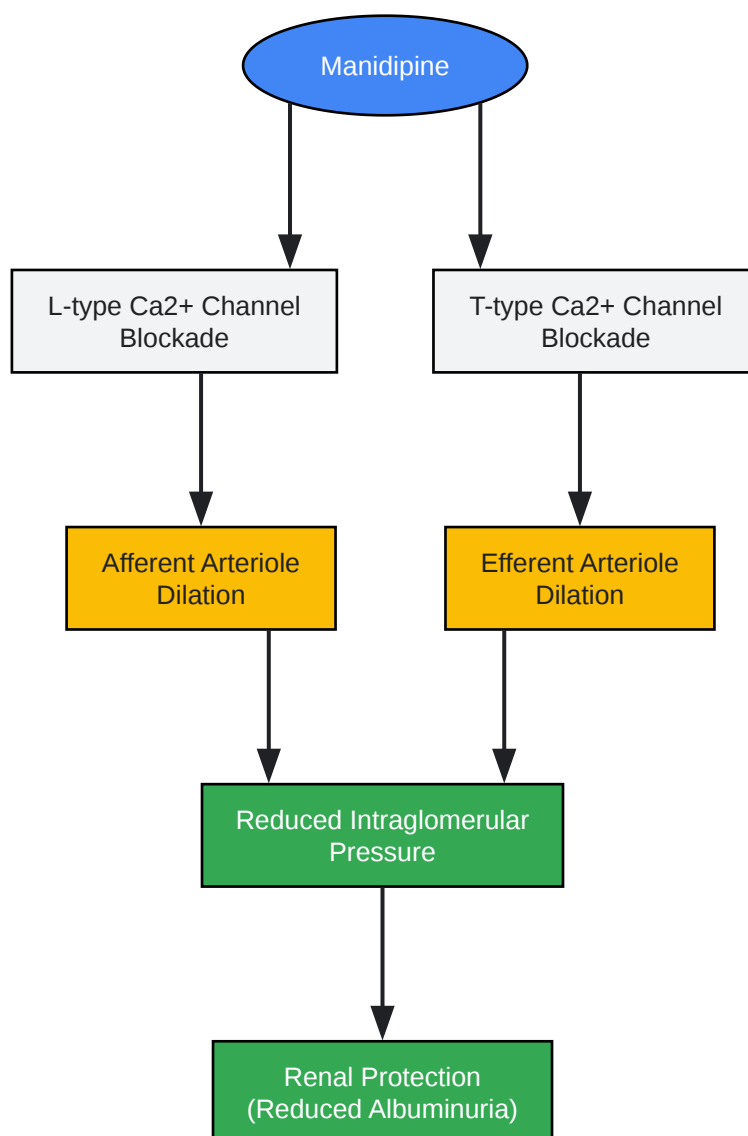 Manidipine
L-type Ca2+ Channel
Blockade
T-type Ca2+ Channel
Blockade
Afferent Arteriole
Dilation
Efferent Arteriole
Dilation
Reduced Intraglomerular
Pressure
Renal Protection
(Reduced Albuminuria)